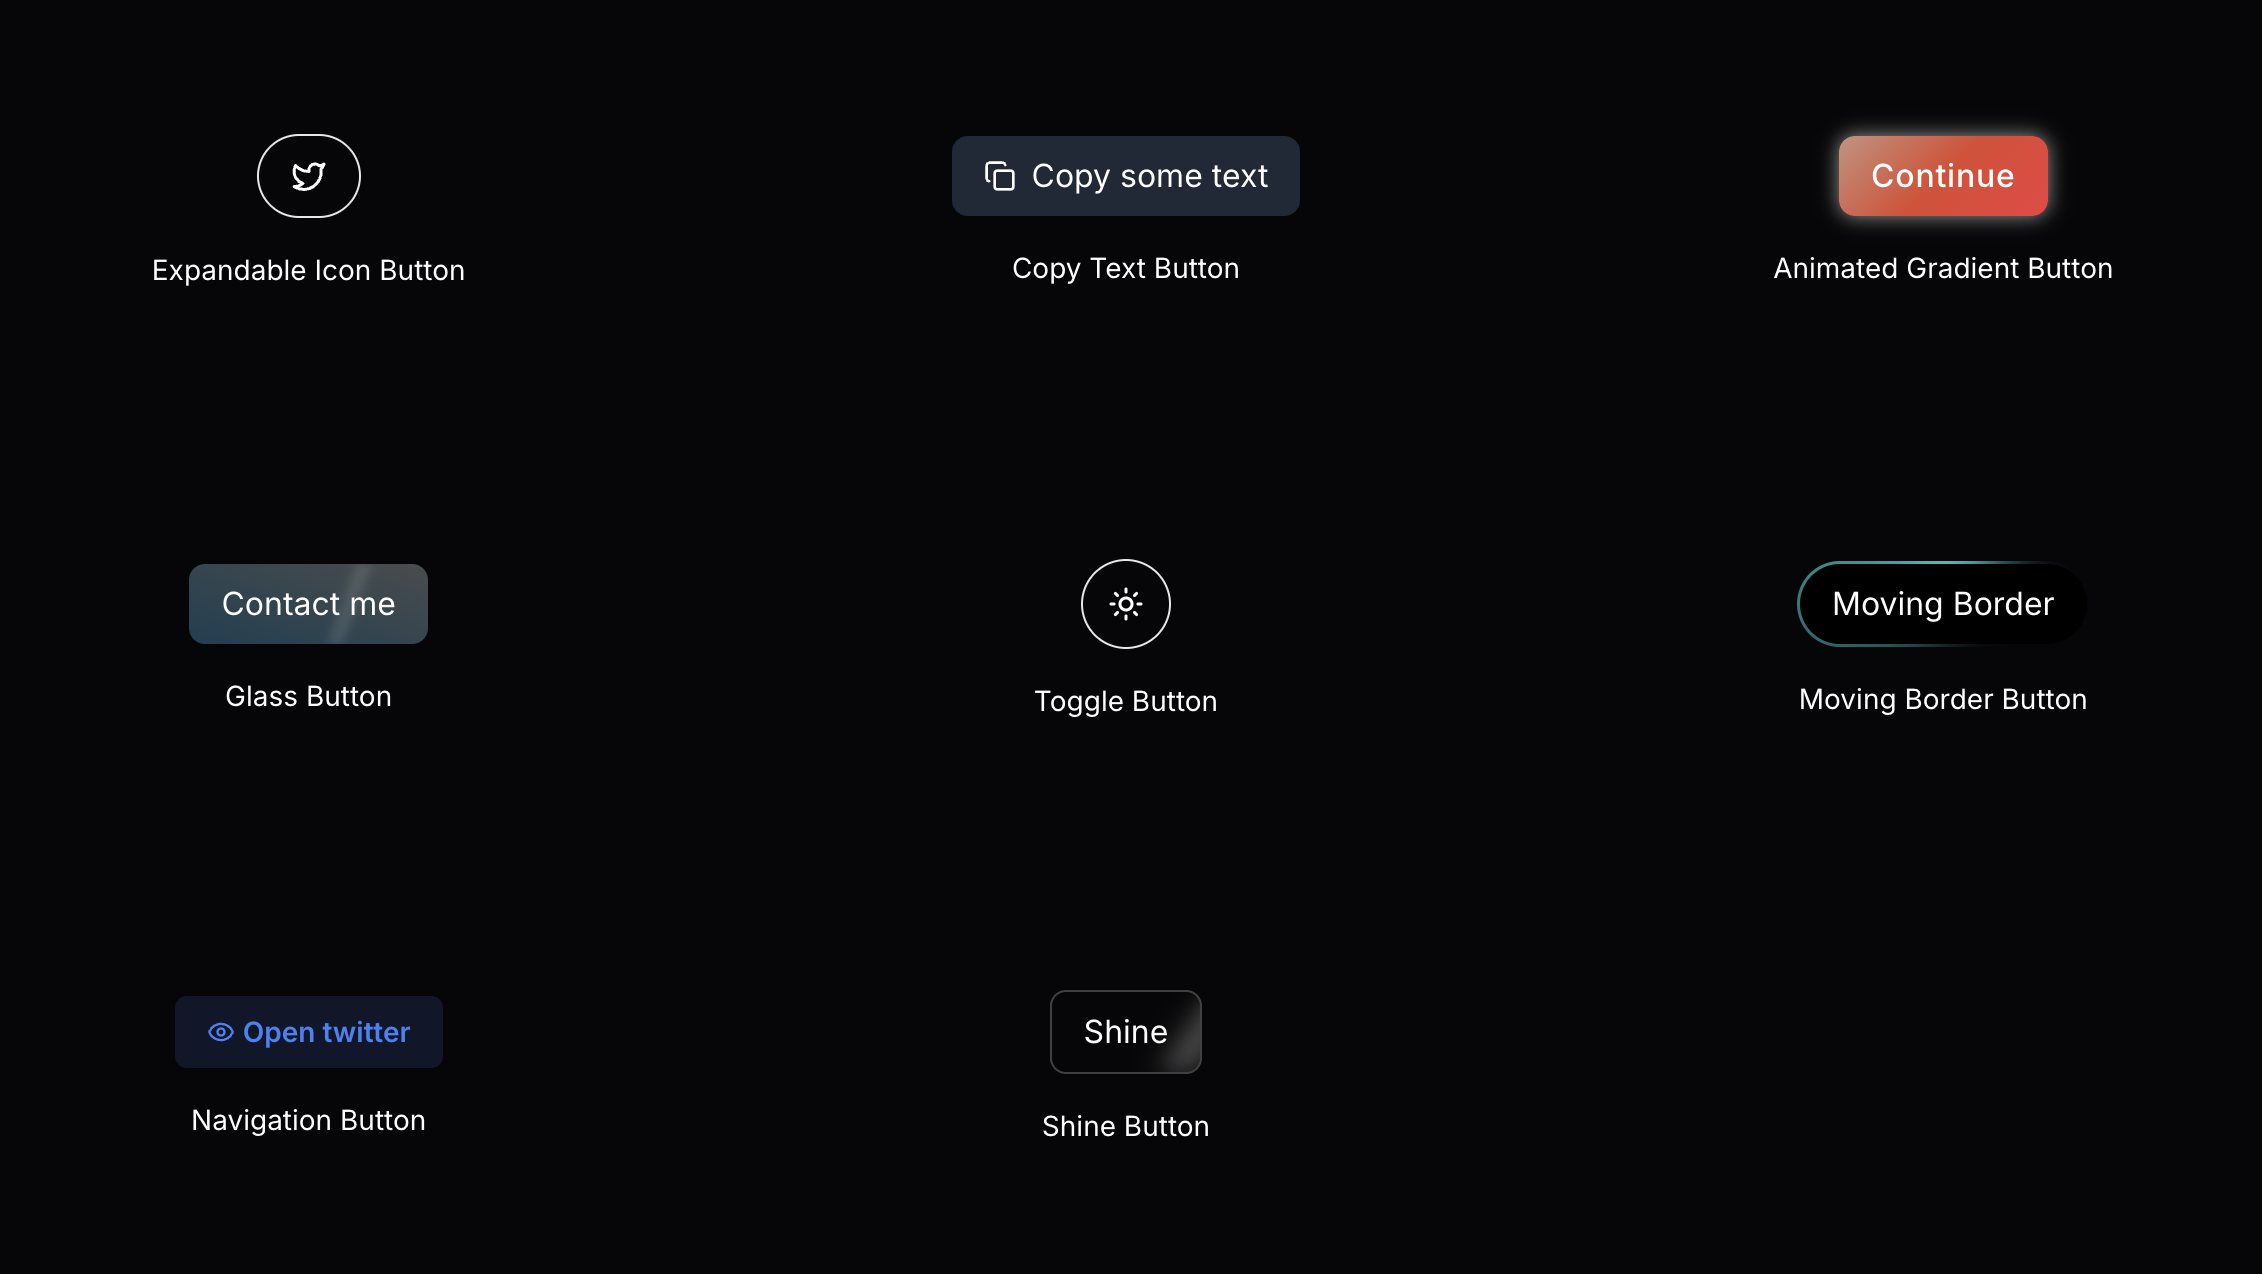 Copy some text
Continue
Expandable Icon Button
Copy Text Button
Animated Gradient Button
Contact me
Moving Border
Glass Button
Toggle Button
Moving Border Button
Open twitter
Shine
Navigation Button
Shine Button